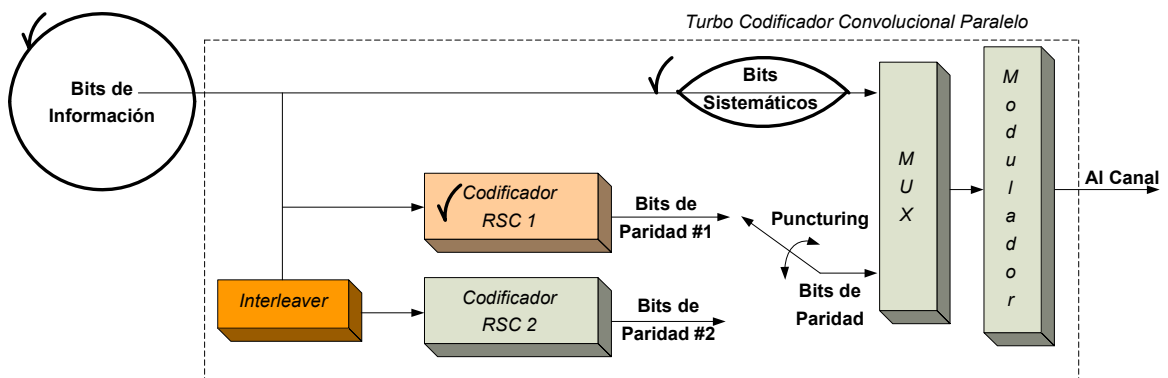 Turbo Codificador Convolucional Paralelo
Bits de
Información
Bits
Sistemáticos
Codificador
RSC 1
Bits de
Paridad #1
Puncturing
Bits de
Paridad
Interleaver
Codificador
RSC 2
Bits de
Paridad #2
M
U
X
M
o
d
u
l
a
d
o
r
Al Canal